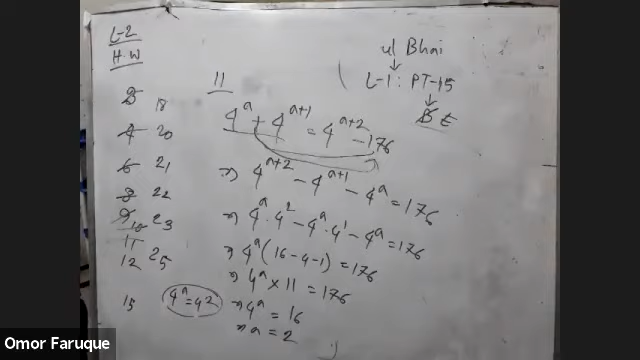 L-2
H.W
5 18
4 20
6 21
8 22
9 10 23
11
12 25
15
ul Bhai
↓
L-1: PT-15
↓
E
11
4^a + 4^{a+1} = 4^{a+2} - 176
⇒ 4^{a+2} - 4^{a+1} - 4^a = 176
⇒ 4^a . 4^2 - 4^a . 4^1 - 4^a = 176
⇒ 4^a (16-4-1) = 176
⇒ 4^a × 11 = 176
4^a = 4^2 ⇒ 4^a = 16
⇒ a = 2
Omor Faruque